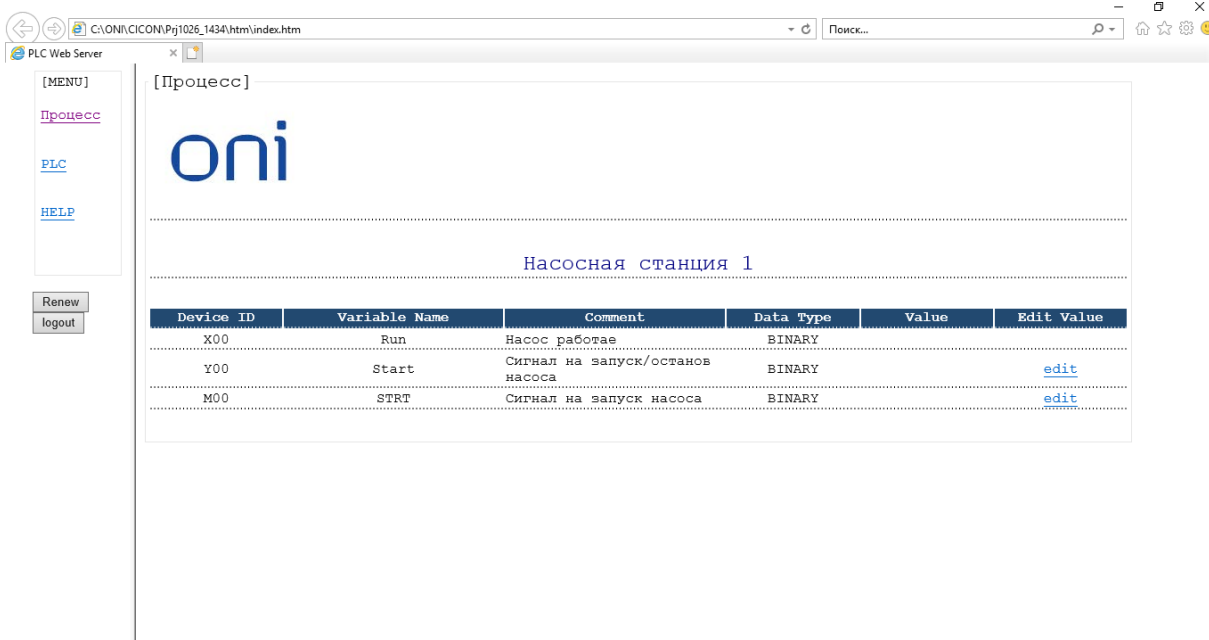 C:\ONI\CICON\Prj1026_1434\htm\index.htm
Поиск...
PLC Web Server
[MENU]
Процесс
PLC
HELP
Renew
logout
[Процесс]
oni
Насосная станция 1
Device ID Variable Name Comment Data Type Value Edit Value
X00 Run Насос работае BINARY
Y00 Start Сигнал на запуск/останов насоса BINARY edit
M00 STRT Сигнал на запуск насоса BINARY edit